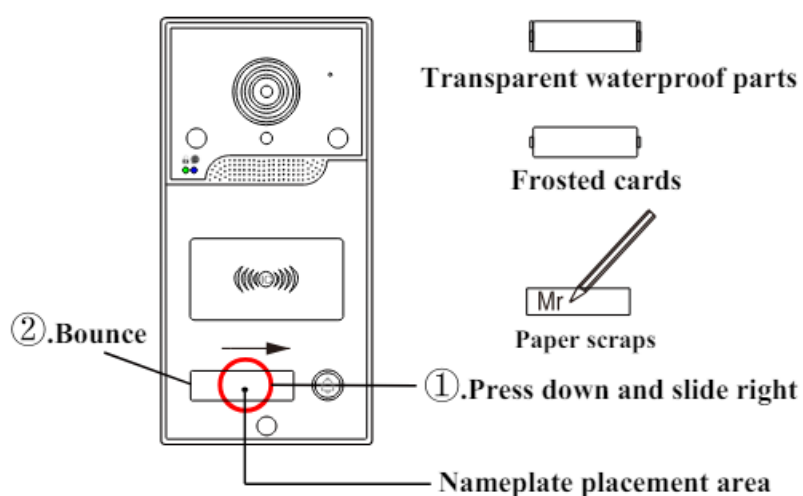 Transparent waterproof parts
Frosted cards
Mr
Paper scraps
②.Bounce
①.Press down and slide right
Nameplate placement area